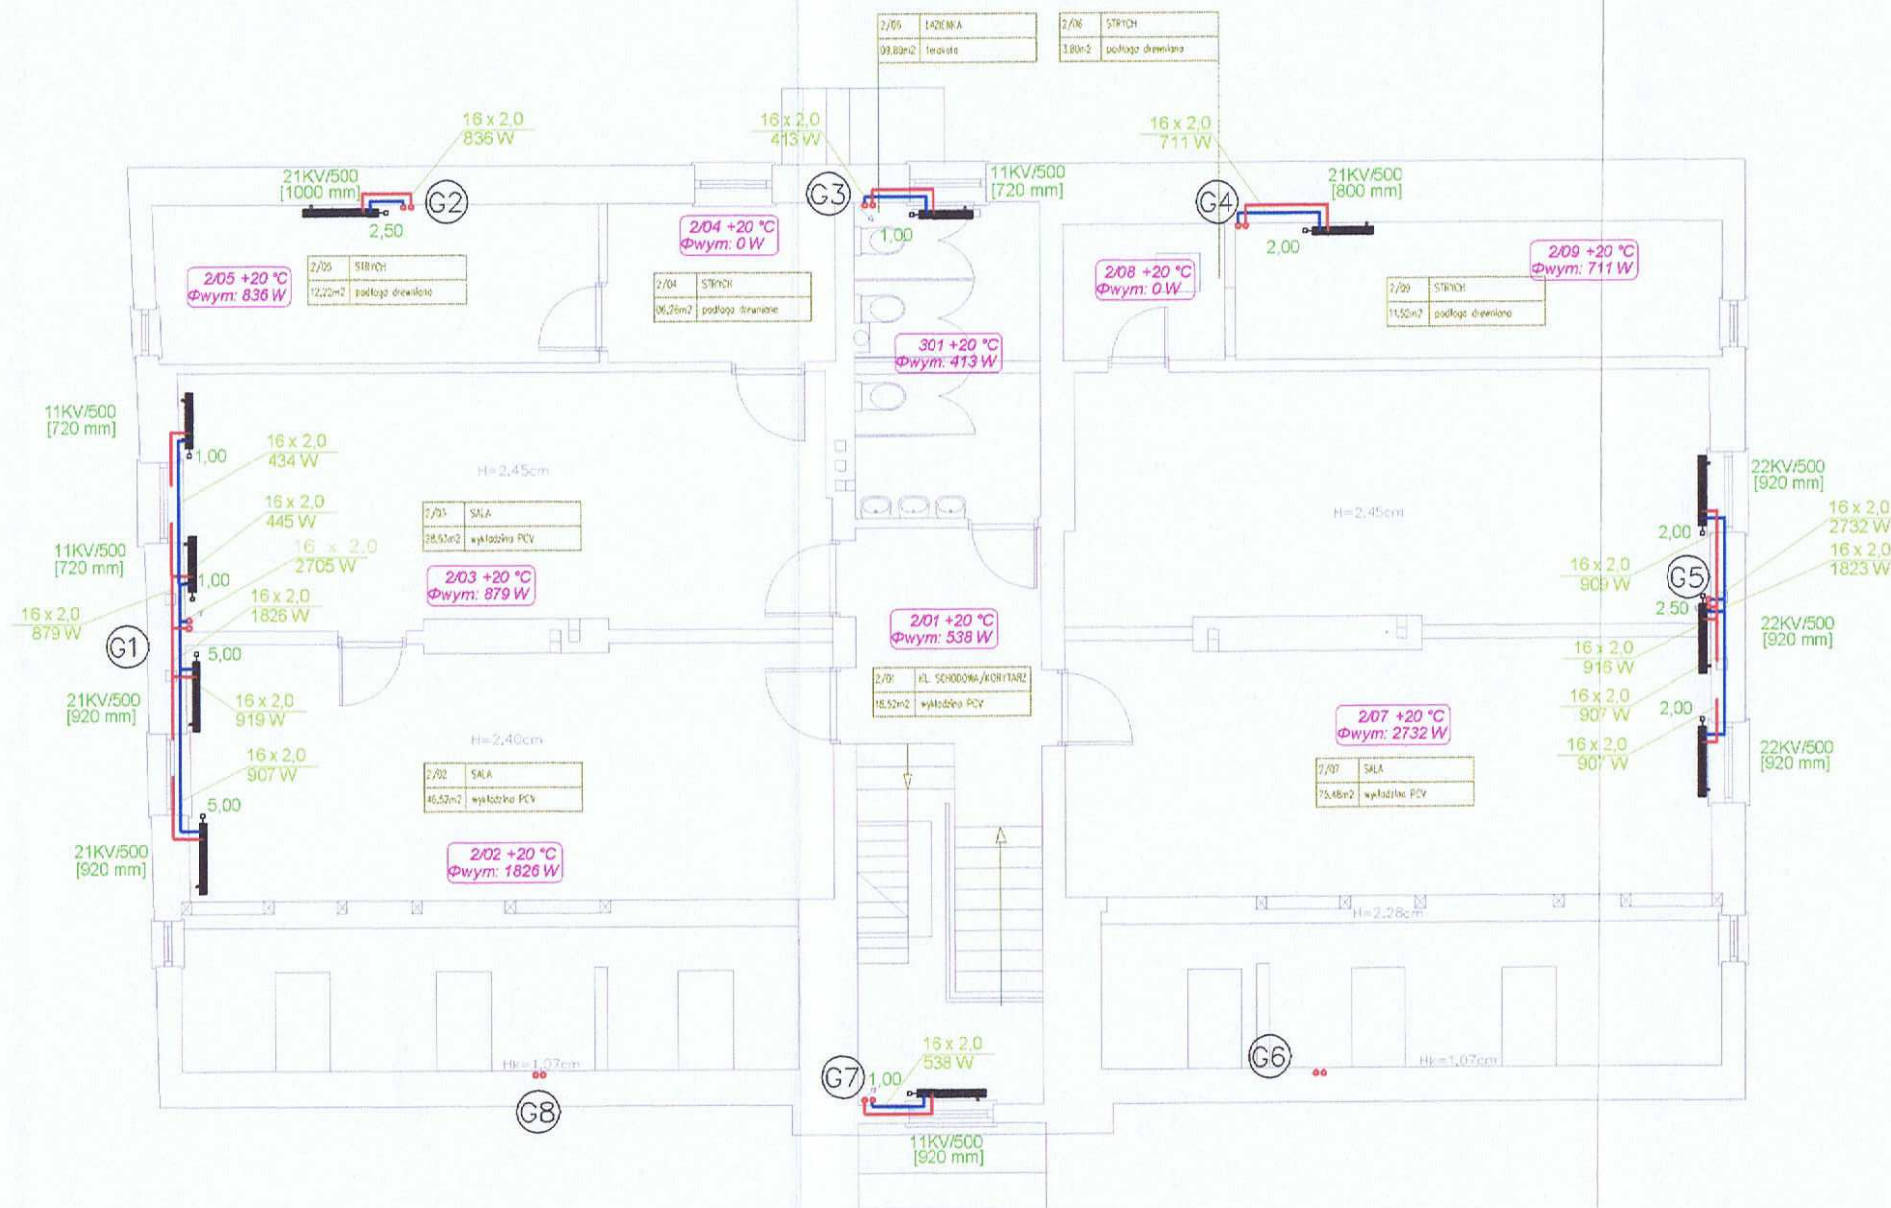 2/05 ŁAZIENKA
09.80m2 terakota
2/06 STRYCH
3.80m2 podłoga drewniana
16 x 2,0
836 W
16 x 2,0
413 W
16 x 2,0
711 W
21KV/500
[1000 mm]
G2
2,50
G3
11KV/500
[720 mm]
1,00
G4
21KV/500
[800 mm]
2,00
2/05 +20 °C
Φwym: 836 W
2/05 STRYCH
12,22m2 podłoga drewniana
2/04 +20 °C
Φwym: 0 W
2/04 STRYCH
06,26m2 podłoga drewniana
2/08 +20 °C
Φwym: 0 W
2/09 +20 °C
Φwym: 711 W
2/09 STRYCH
11,52m2 podłoga drewniana
301 +20 °C
Φwym: 413 W
11KV/500
[720 mm]
1,00
16 x 2,0
434 W
H=2,45cm
16 x 2,0
445 W
2/03 SALA
28,53m2 wykładzina PCV
11KV/500
[720 mm]
1,00
16 x 2,0
2705 W
2/03 +20 °C
Φwym: 879 W
16 x 2,0
1826 W
16 x 2,0
879 W
G1
5,00
21KV/500
[920 mm]
16 x 2,0
919 W
H=2,40cm
16 x 2,0
907 W
2/02 SALA
46,52m2 wykładzina PCV
5,00
21KV/500
[920 mm]
2/02 +20 °C
Φwym: 1826 W
2/01 +20 °C
Φwym: 538 W
2/01 KL. SCHODOWA/KORYTARZ
18,52m2 wykładzina PCV
H=2,45cm
22KV/500
[920 mm]
2,00
16 x 2,0
2732 W
16 x 2,0
1823 W
16 x 2,0
909 W
G5
2,50
22KV/500
[920 mm]
16 x 2,0
916 W
16 x 2,0
907 W
2,00
16 x 2,0
907 W
22KV/500
[920 mm]
2/07 +20 °C
Φwym: 2732 W
2/07 SALA
75,48m2 wykładzina PCV
H=2,28cm
Hk=1,07cm
G8
16 x 2,0
538 W
G7
1,00
11KV/500
[920 mm]
G6
Hk=1,07cm